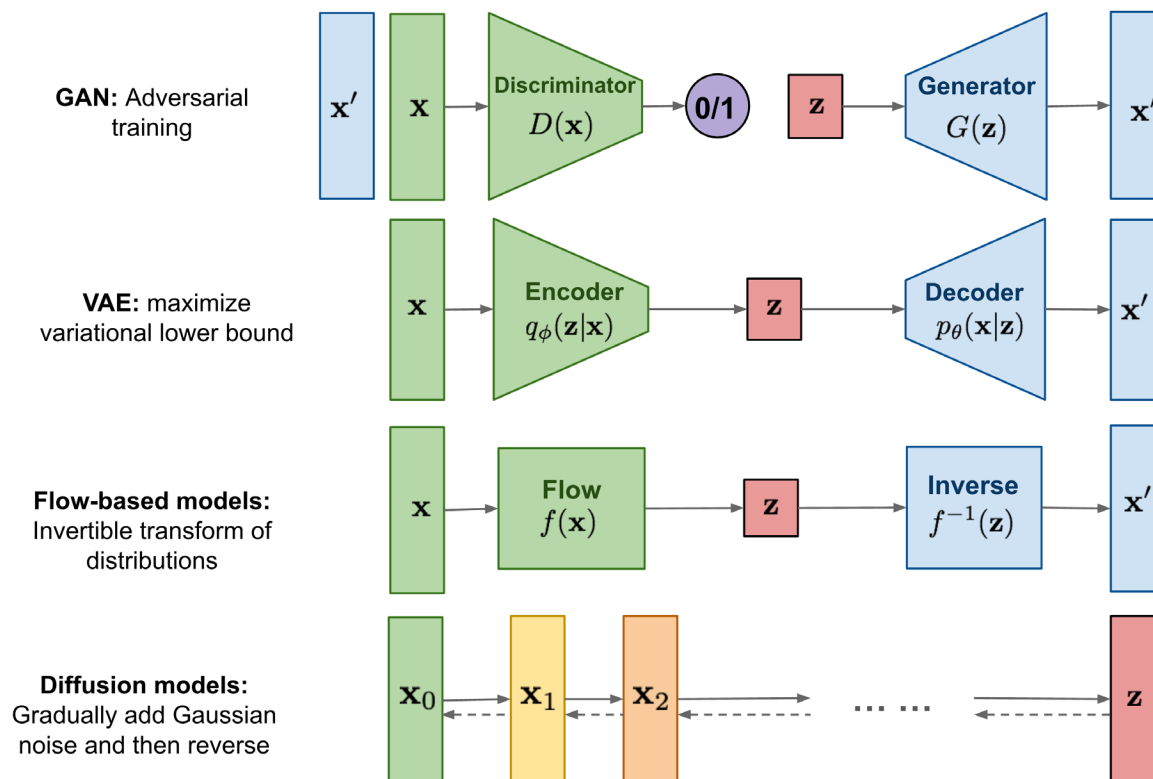 GAN: Adversarial
training
x′
x
Discriminator
D(x)
0/1
z
Generator
G(z)
x′
VAE: maximize
variational lower bound
x
Encoder
qϕ(z|x)
z
Decoder
pθ(x|z)
x′
Flow-based models:
Invertible transform of
distributions
x
Flow
f(x)
z
Inverse
f⁻¹(z)
x′
Diffusion models:
Gradually add Gaussian
noise and then reverse
x₀
x₁
x₂
... ...
z